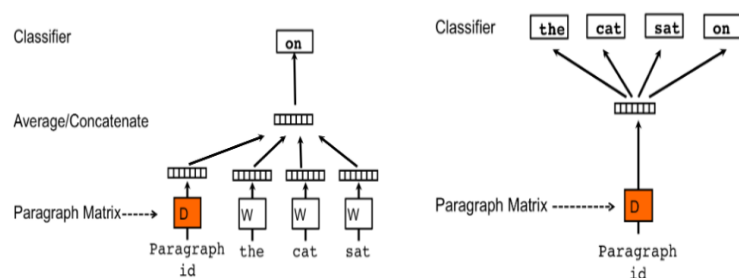 Classifier
on
Average/Concatenate
Paragraph Matrix
D
W
W
W
Paragraph
id
the
cat
sat
Classifier
the
cat
sat
on
Paragraph Matrix
D
Paragraph
id